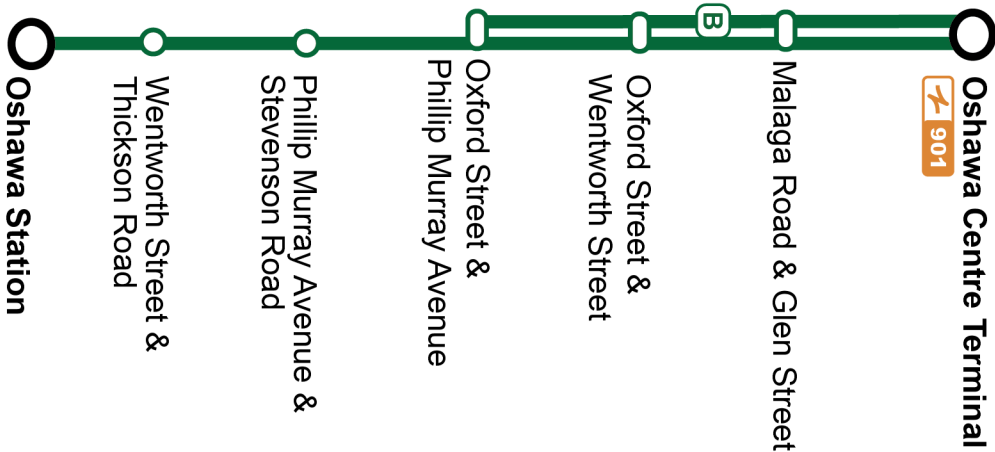 B
Oshawa Station
Wentworth Street &
Thickson Road
Phillip Murray Avenue &
Stevenson Road
Oxford Street &
Phillip Murray Avenue
Oxford Street &
Wentworth Street
Malaga Road & Glen Street
Oshawa Centre Terminal
901